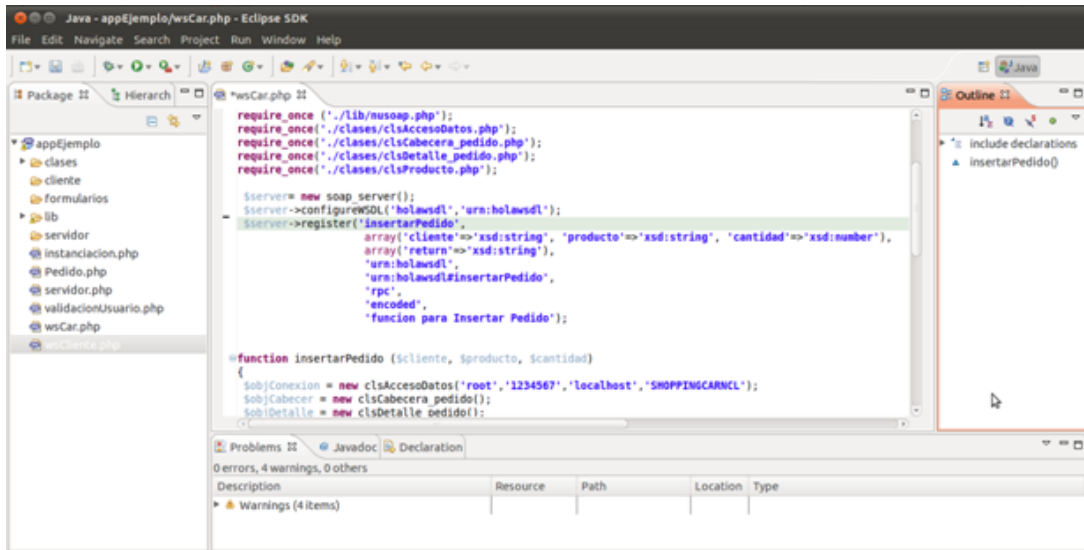 Java - appEjemplo/wsCar.php - Eclipse SDK
File Edit Navigate Search Project Run Window Help
Java
Package
Hierarch
appEjemplo
clases
cliente
formularios
lib
servidor
instanciacion.php
Pedido.php
servidor.php
validacionUsuario.php
wsCar.php
wsCliente.php
*wsCar.php
require_once ('./lib/nusoap.php');
require_once('./clases/clsAccesoDatos.php');
require_once('./clases/clsCabecera_pedido.php');
require_once('./clases/clsDetalle_pedido.php');
require_once('./clases/clsProducto.php');
$server= new soap_server();
$server->configureWSDL('holawsdl','urn:holawsdl');
$server->register('insertarPedido',
array('cliente'=>'xsd:string', 'producto'=>'xsd:string', 'cantidad'=>'xsd:number'),
array('return'=>'xsd:string'),
'urn:holawsdl',
'urn:holawsdl#insertarPedido',
'rpc',
'encoded',
'funcion para Insertar Pedido');
function insertarPedido ($cliente, $producto, $cantidad)
{
$objConexion = new clsAccesoDatos('root','1234567','localhost','SHOPPINGCARNCL');
$objCabecer = new clsCabecera_pedido();
$objDetalle = new clsDetalle_pedido();
Outline
include declarations
insertarPedido()
Problems
Javadoc
Declaration
0 errors, 4 warnings, 0 others
Description Resource Path Location Type
Warnings (4 items)